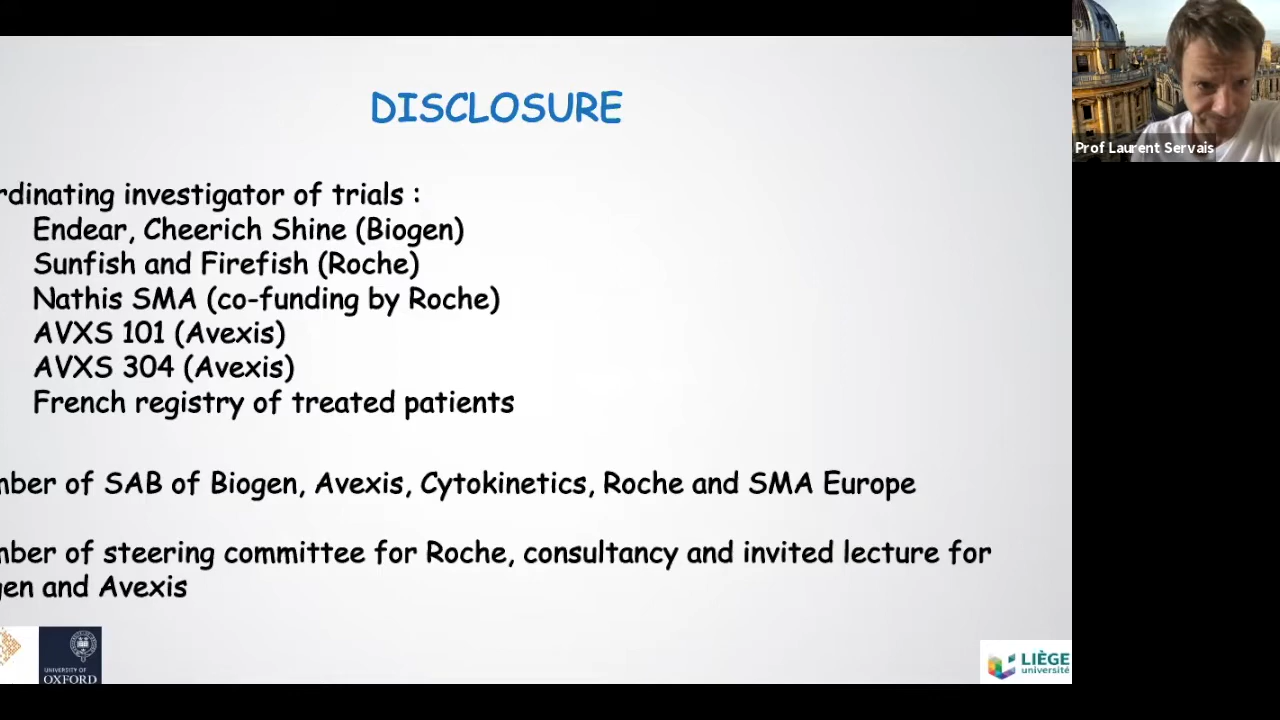 DISCLOSURE
Prof Laurent Servais
rdinating investigator of trials :
Endear, Cheerich Shine (Biogen)
Sunfish and Firefish (Roche)
Nathis SMA (co-funding by Roche)
AVXS 101 (Avexis)
AVXS 304 (Avexis)
French registry of treated patients
mber of SAB of Biogen, Avexis, Cytokinetics, Roche and SMA Europe
mber of steering committee for Roche, consultancy and invited lecture for
gen and Avexis
UNIVERSITY OF
OXFORD
LIÈGE
université